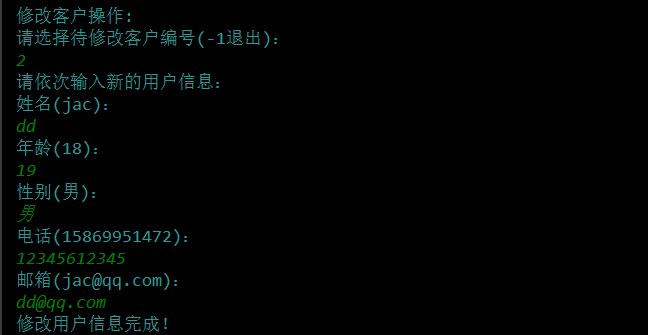 修改客户操作:
请选择待修改客户编号(-1退出):
2
请依次输入新的用户信息:
姓名(jac):
dd
年龄(18):
19
性别(男):
男
电话(15869951472):
12345612345
邮箱(jac@qq.com):
dd@qq.com
修改用户信息完成!